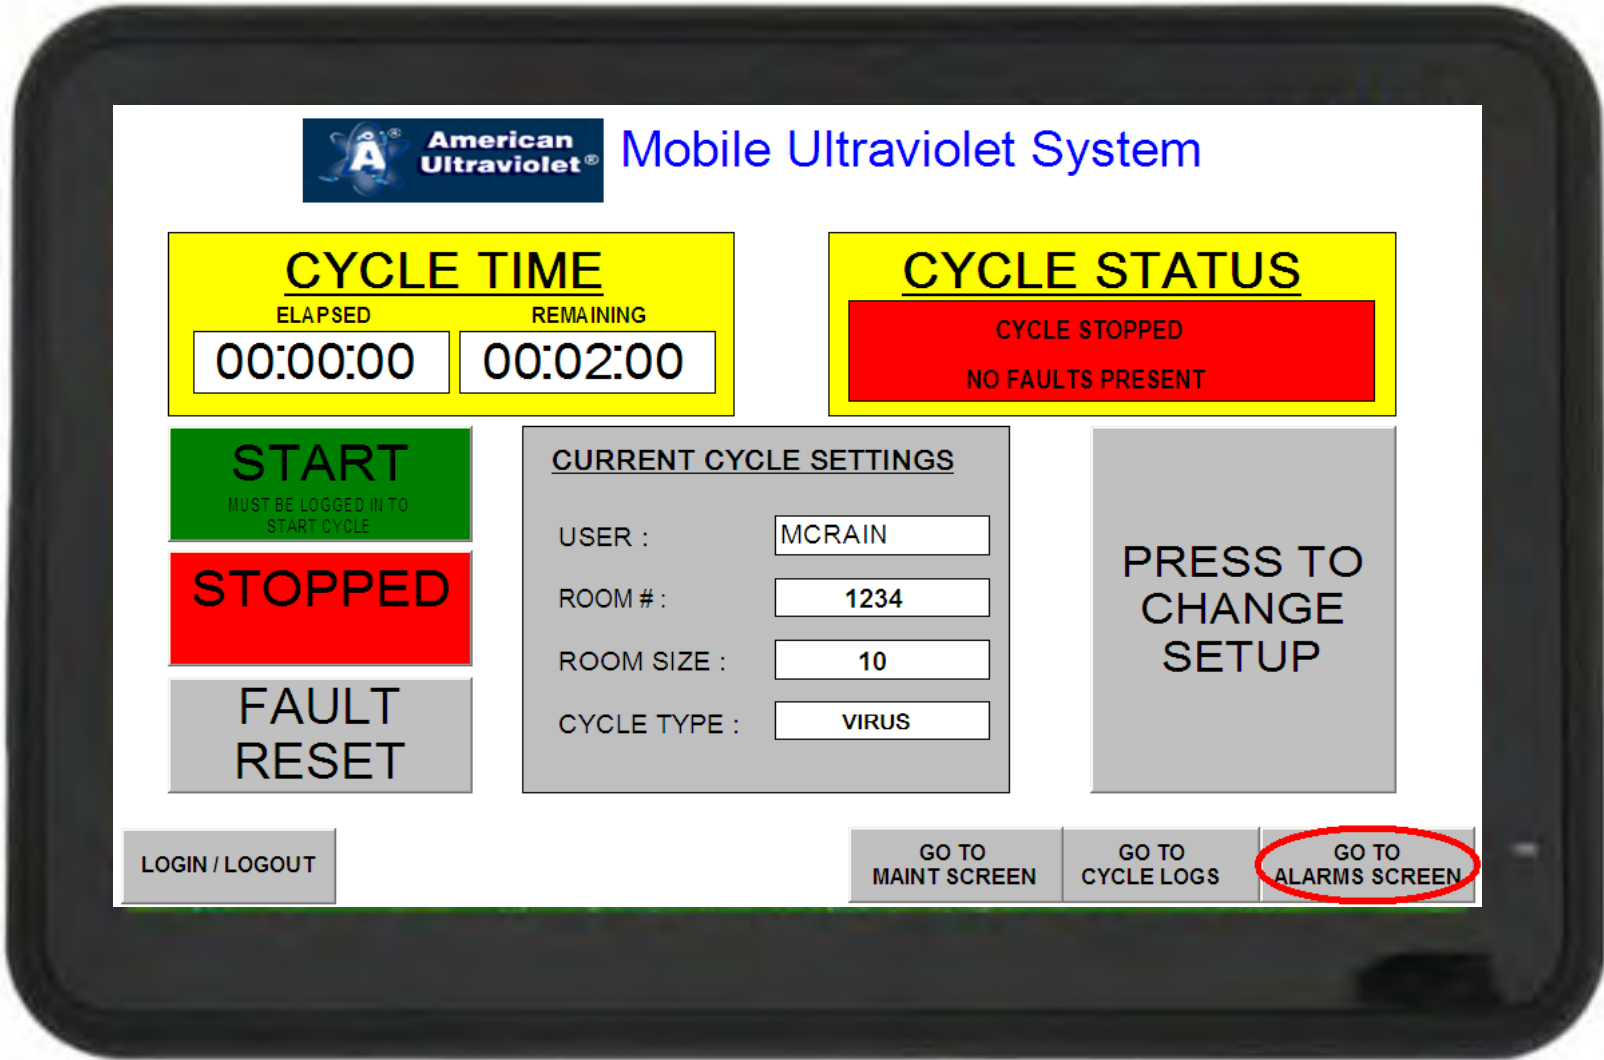 American
Ultraviolet®
Mobile Ultraviolet System
CYCLE TIME
ELAPSED
REMAINING
00:00:00
00:02:00
CYCLE STATUS
CYCLE STOPPED
NO FAULTS PRESENT
START
MUST BE LOGGED IN TO
START CYCLE
STOPPED
FAULT
RESET
CURRENT CYCLE SETTINGS
USER : MCRAIN
ROOM # : 1234
ROOM SIZE : 10
CYCLE TYPE : VIRUS
PRESS TO
CHANGE
SETUP
LOGIN / LOGOUT
GO TO
MAINT SCREEN
GO TO
CYCLE LOGS
GO TO
ALARMS SCREEN